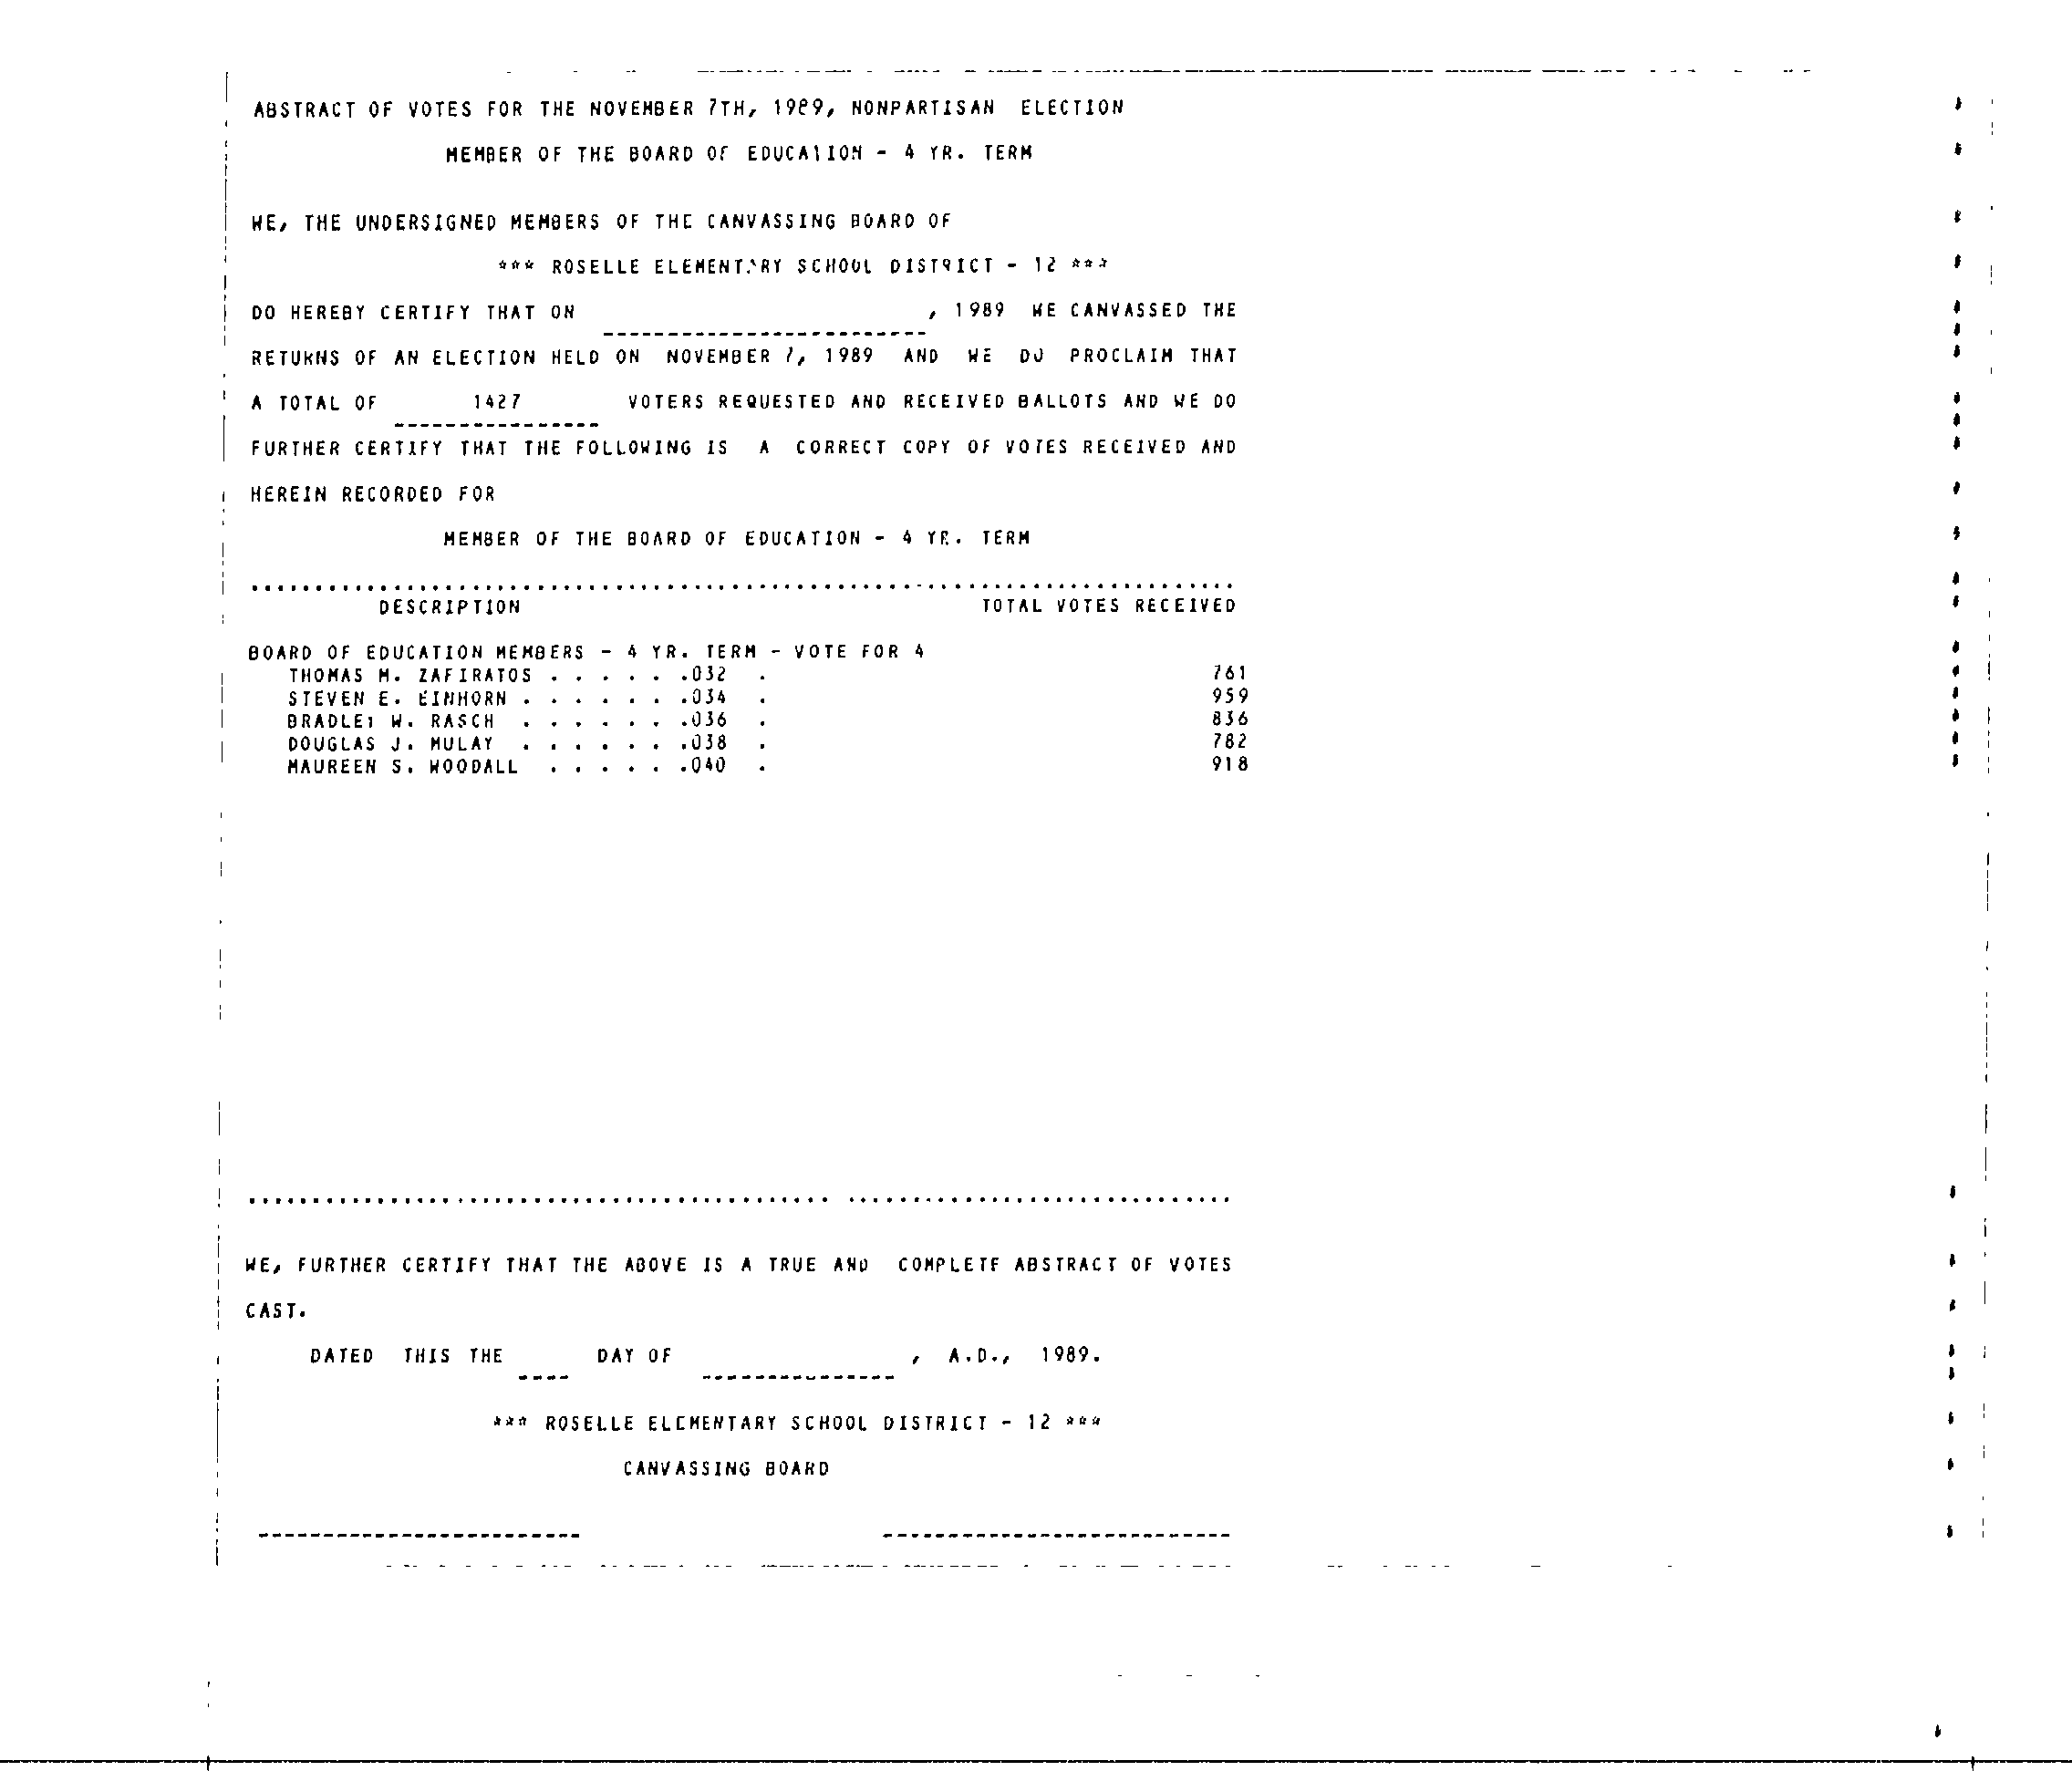 ABSTRACT OF VOTES FOR THE NOVEMBER 7TH, 1989, NONPARTISAN ELECTION
MEMBER OF THE BOARD OF EDUCATION - 4 YR. TERM
WE, THE UNDERSIGNED MEMBERS OF THE CANVASSING BOARD OF
*** ROSELLE ELEMENTARY SCHOOL DISTRICT - 12 ***
DO HEREBY CERTIFY THAT ON ------------------------- , 1989 WE CANVASSED THE
RETURNS OF AN ELECTION HELD ON NOVEMBER 7, 1989 AND WE DO PROCLAIM THAT
A TOTAL OF 1427 VOTERS REQUESTED AND RECEIVED BALLOTS AND WE DO
FURTHER CERTIFY THAT THE FOLLOWING IS A CORRECT COPY OF VOTES RECEIVED AND
HEREIN RECORDED FOR
MEMBER OF THE BOARD OF EDUCATION - 4 YR. TERM
DESCRIPTION TOTAL VOTES RECEIVED
BOARD OF EDUCATION MEMBERS - 4 YR. TERM - VOTE FOR 4
THOMAS M. ZAFIRATOS . . . . . .032 . 761
STEVEN E. EINHORN . . . . . . .034 . 959
BRADLEY W. RASCH . . . . . . .036 . 836
DOUGLAS J. MULAY . . . . . . .038 . 782
MAUREEN S. WOODALL . . . . . .040 . 918
WE, FURTHER CERTIFY THAT THE ABOVE IS A TRUE AND COMPLETE ABSTRACT OF VOTES
CAST.
DATED THIS THE ---- DAY OF --------------- , A.D., 1989.
*** ROSELLE ELEMENTARY SCHOOL DISTRICT - 12 ***
CANVASSING BOARD